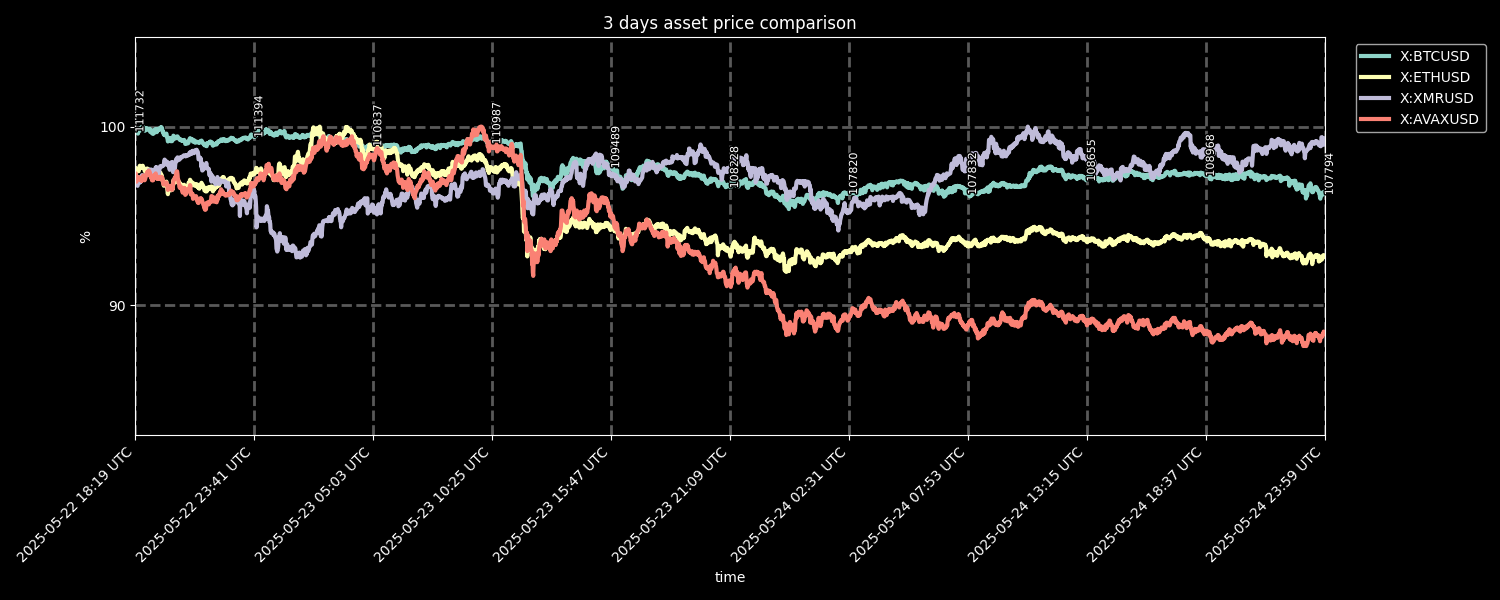 3 days asset price comparison
X:BTCUSD
X:ETHUSD
X:XMRUSD
X:AVAXUSD
100
90
%
111732
111394
108377
110987
109489
108228
107820
107832
108655
108968
107794
2025-05-22 18:19 UTC
2025-05-22 23:41 UTC
2025-05-23 05:03 UTC
2025-05-23 10:25 UTC
2025-05-23 15:47 UTC
2025-05-23 21:09 UTC
2025-05-24 02:31 UTC
2025-05-24 07:53 UTC
2025-05-24 13:15 UTC
2025-05-24 18:37 UTC
2025-05-24 23:59 UTC
time